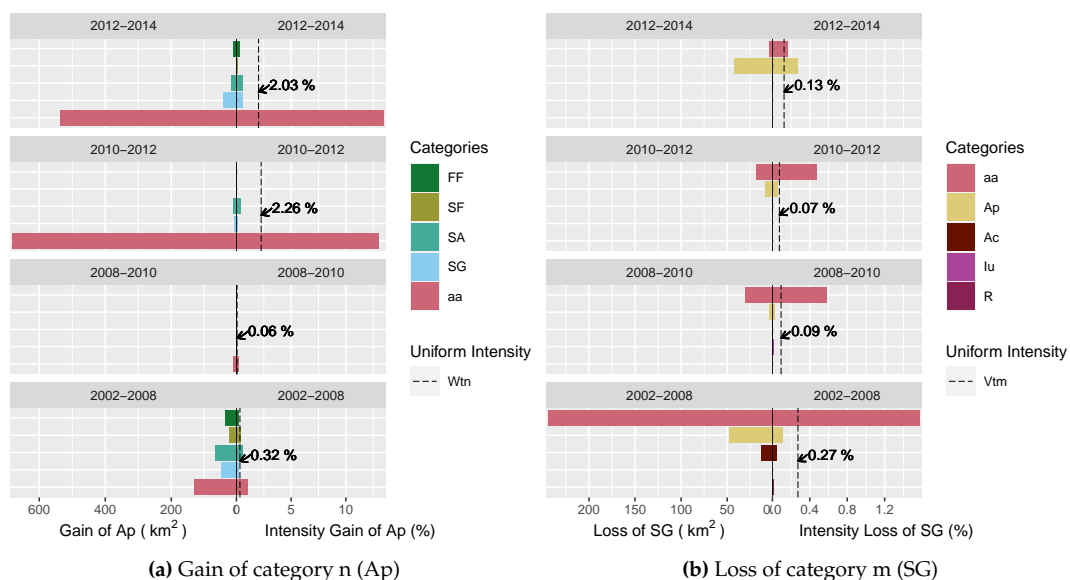 2012−2014 2012−2014
2.03 %
2010−2012 2010−2012
2.26 %
2008−2010 2008−2010
0.06 %
2002−2008 2002−2008
0.32 %
600 400 200 0 0 5 10
Gain of Ap ( km2 ) Intensity Gain of Ap (%)
Categories
FF
SF
SA
SG
aa
Uniform Intensity
Wtn
(a) Gain of category n (Ap)
2012−2014 2012−2014
0.13 %
2010−2012 2010−2012
0.07 %
2008−2010 2008−2010
0.09 %
2002−2008 2002−2008
0.27 %
200 150 100 50 0 0.0 0.4 0.8 1.2
Loss of SG ( km2 ) Intensity Loss of SG (%)
Categories
aa
Ap
Ac
Iu
R
Uniform Intensity
Vtm
(b) Loss of category m (SG)